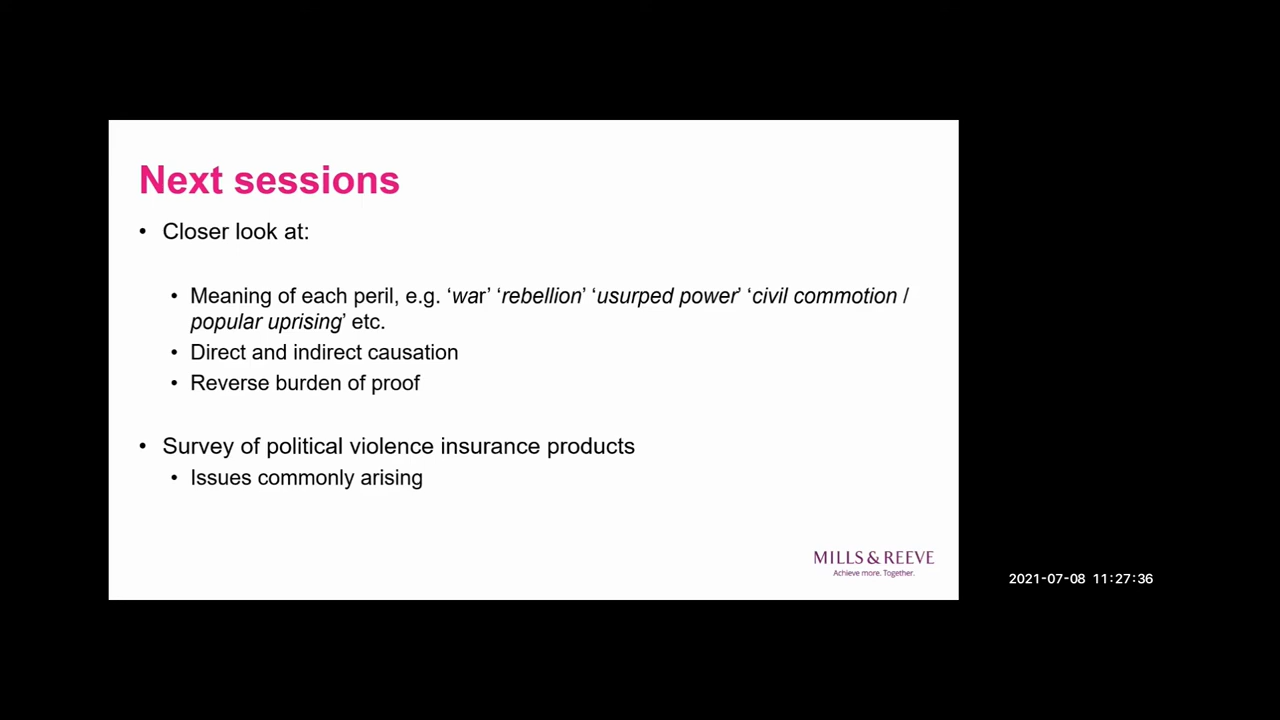 Next sessions
• Closer look at:
• Meaning of each peril, e.g. ‘war’ ‘rebellion’ ‘usurped power’ ‘civil commotion /
popular uprising’ etc.
• Direct and indirect causation
• Reverse burden of proof
• Survey of political violence insurance products
• Issues commonly arising
MILLS & REEVE
Achieve more. Together.
2021-07-08 11:27:36